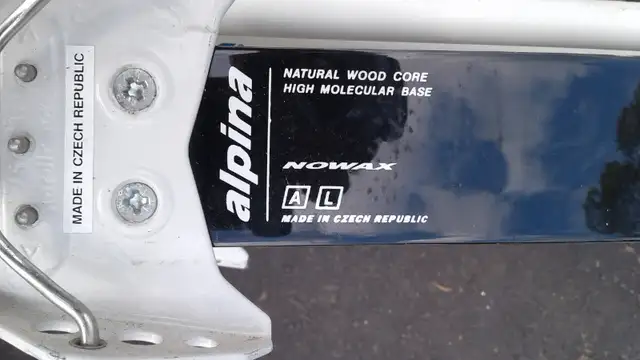 MADE IN CZECH REPUBLIC
alpina
NATURAL WOOD CORE
HIGH MOLECULAR BASE
NOWAX
A L
MADE IN CZECH REPUBLIC